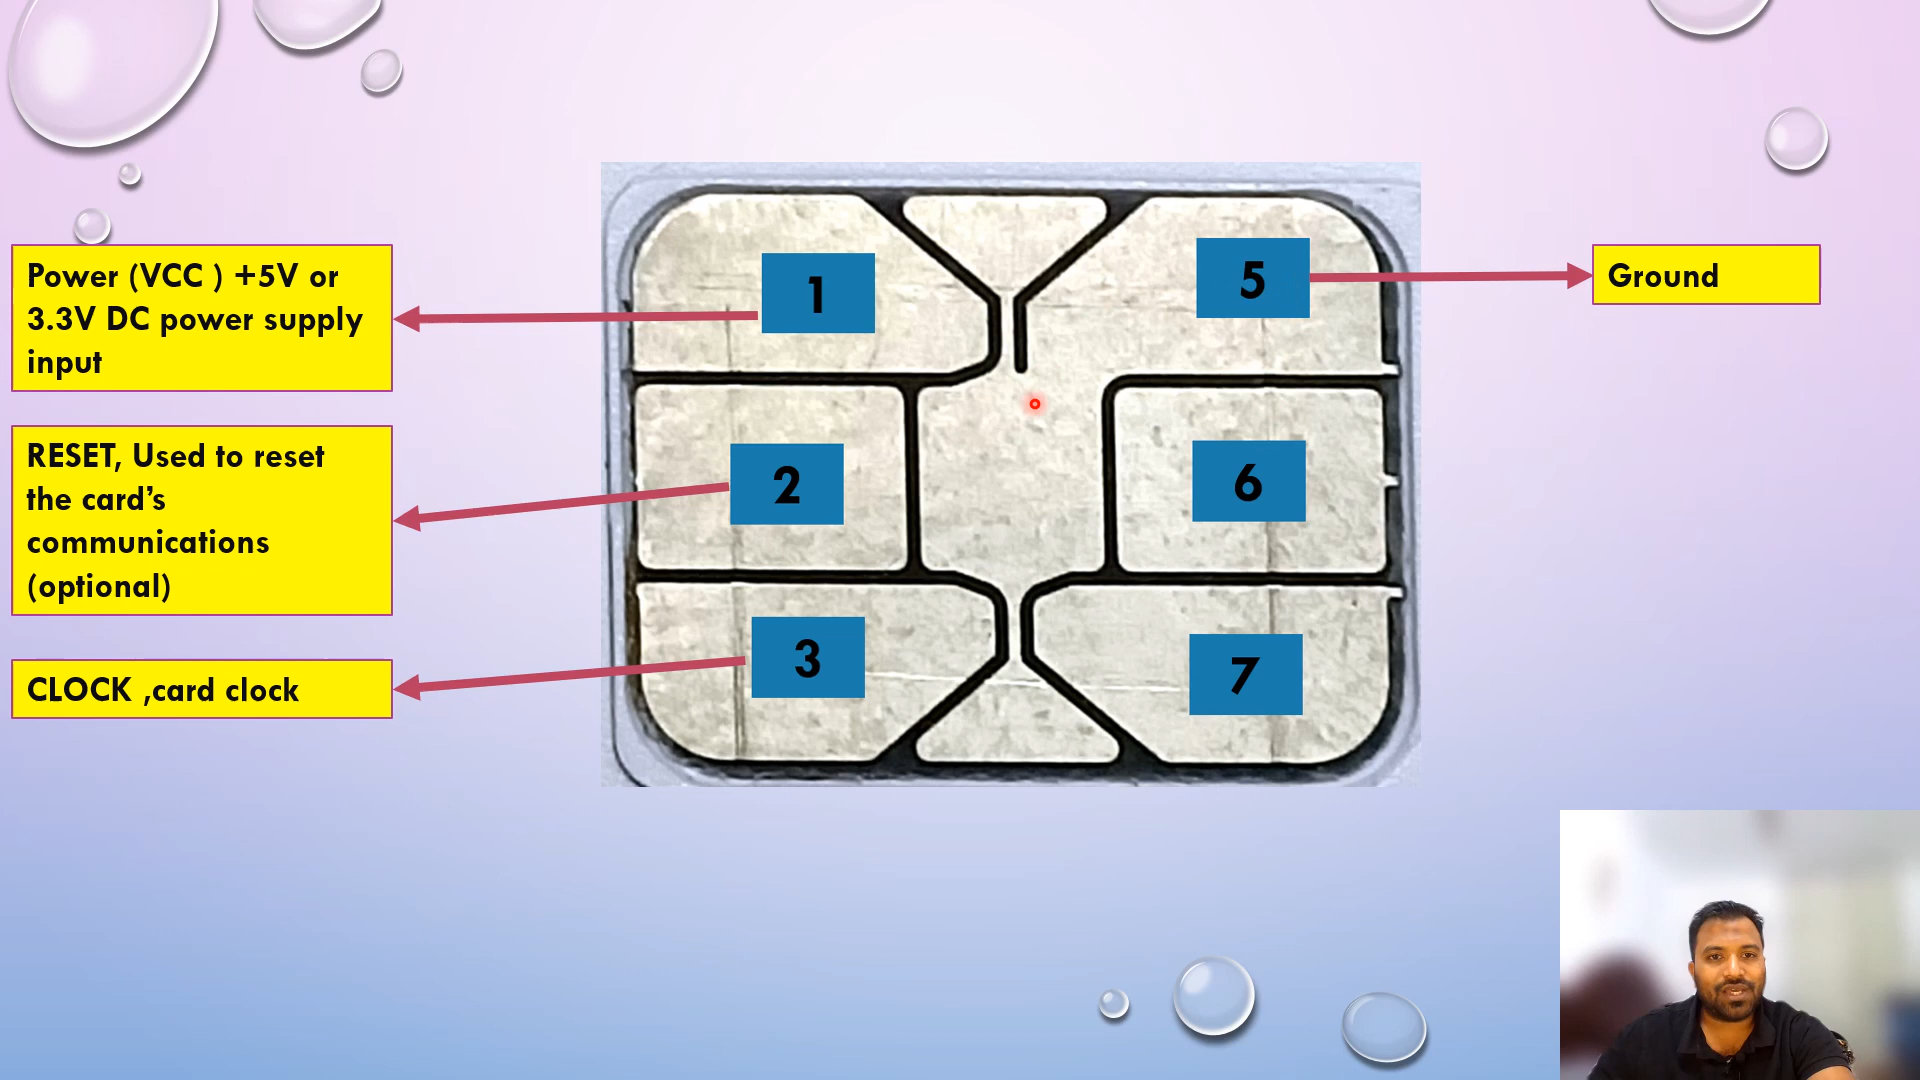 Power (VCC ) +5V or
3.3V DC power supply
input
RESET, Used to reset
the card’s
communications
(optional)
CLOCK ,card clock
1
2
3
5
6
7
Ground